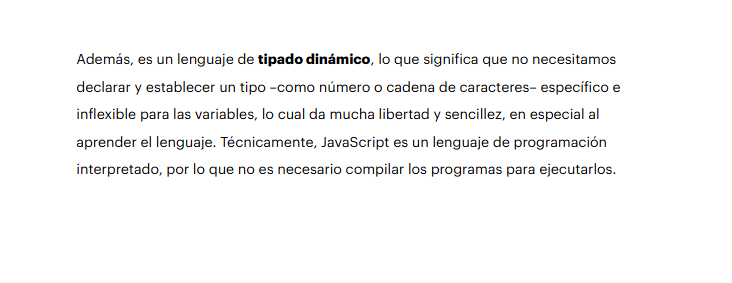 Además, es un lenguaje de tipado dinámico, lo que significa que no necesitamos
declarar y establecer un tipo –como número o cadena de caracteres– específico e
inflexible para las variables, lo cual da mucha libertad y sencillez, en especial al
aprender el lenguaje. Técnicamente, JavaScript es un lenguaje de programación
interpretado, por lo que no es necesario compilar los programas para ejecutarlos.